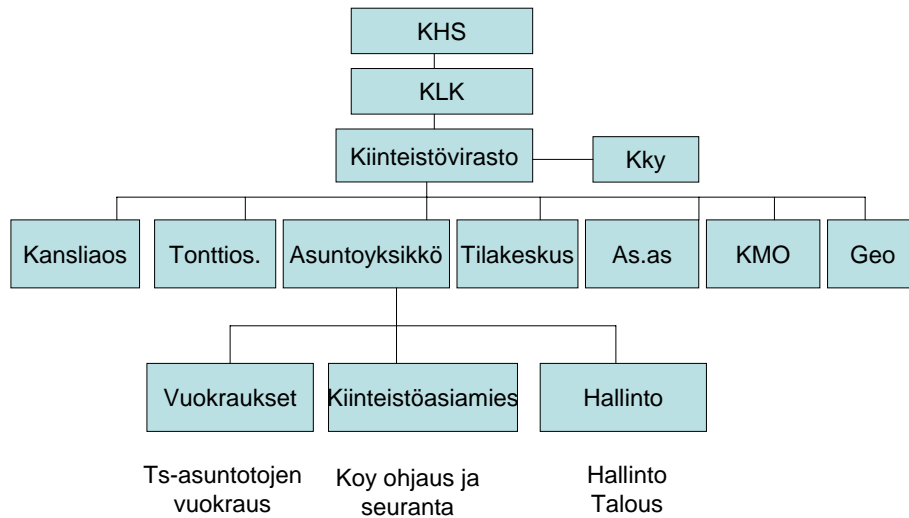 KHS
KLK
Kiinteistövirasto
Kky
Kansliaos
Tonttios.
Asuntoyksikkö
Tilakeskus
As.as
KMO
Geo
Vuokraukset
Kiinteistöasiamies
Hallinto
Ts-asuntotojen
vuokraus
Koy ohjaus ja
seuranta
Hallinto
Talous